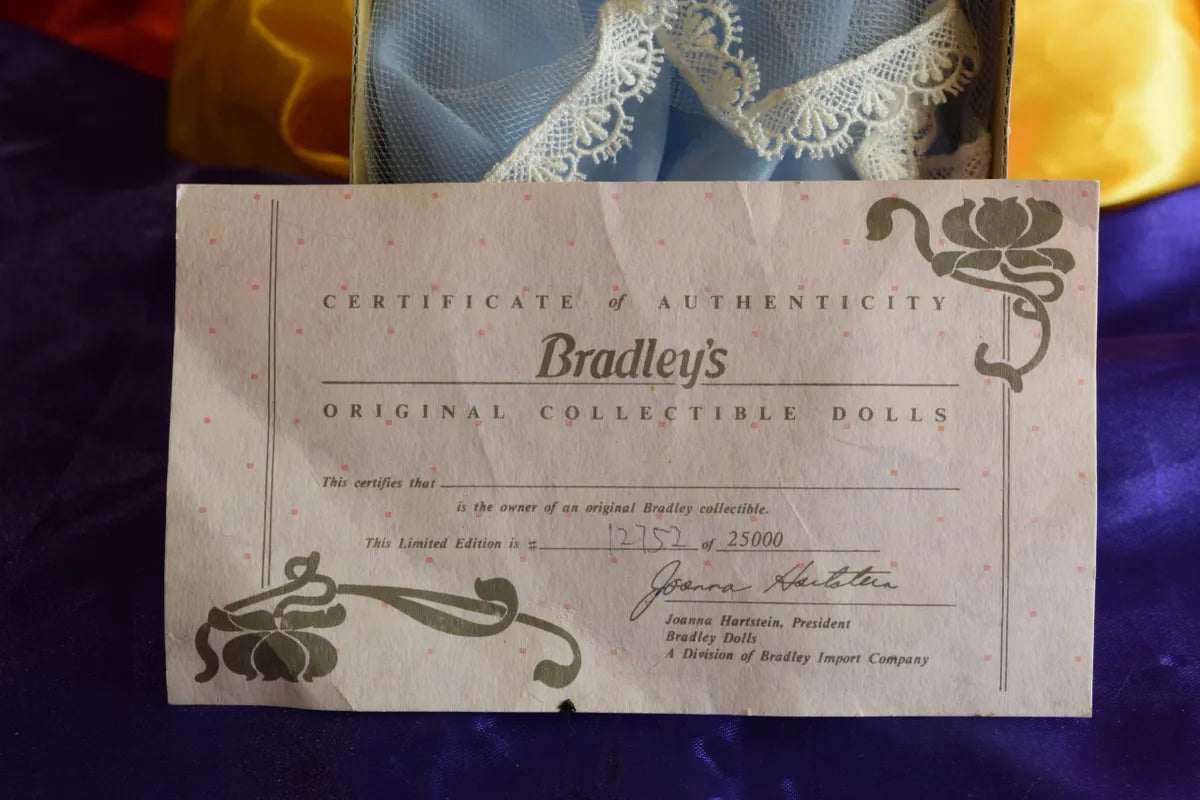 CERTIFICATE of AUTHENTICITY
Bradley's
ORIGINAL COLLECTIBLE DOLLS
This certifies that
is the owner of an original Bradley collectible.
This Limited Edition is # 12752 of 25000
Joanna Hartstein
Joanna Hartstein, President
Bradley Dolls
A Division of Bradley Import Company